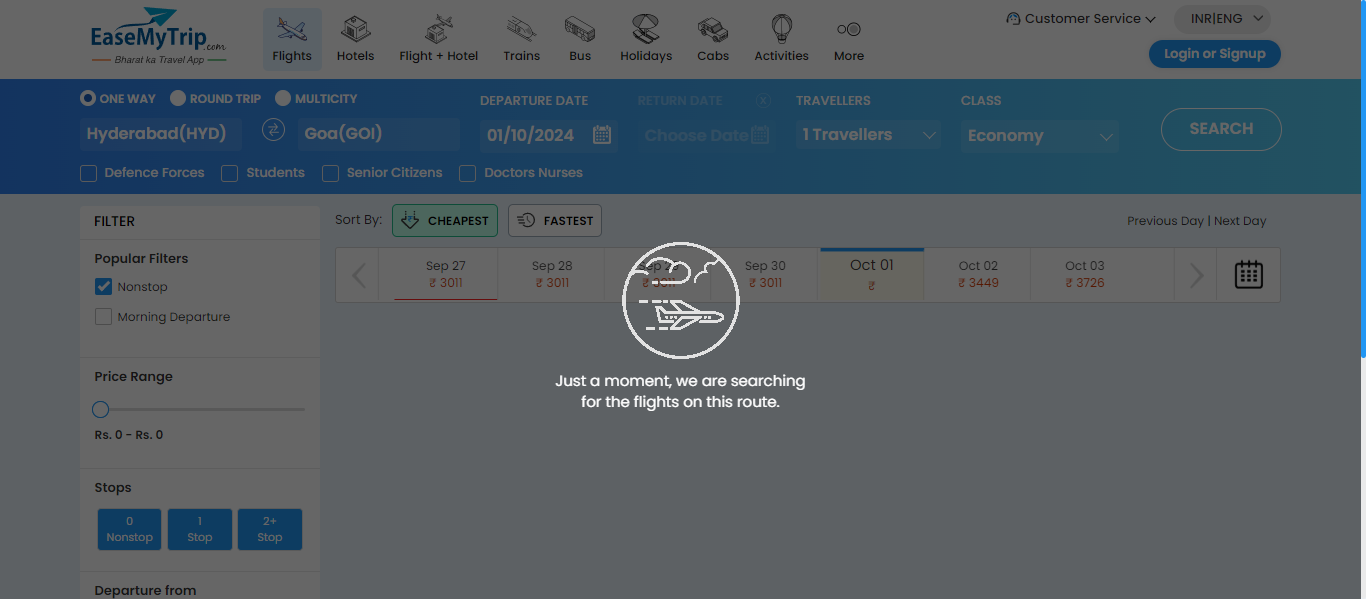 EaseMyTrip.com
Bharat ka Travel App
Flights
Hotels
Flight + Hotel
Trains
Bus
Holidays
Cabs
Activities
More
Customer Service
INR|ENG
Login or Signup
ONE WAY
ROUND TRIP
MULTICITY
DEPARTURE DATE
RETURN DATE
X
TRAVELLERS
CLASS
Hyderabad(HYD)
Goa(GOI)
01/10/2024
Choose Date
1 Travellers
Economy
SEARCH
Defence Forces
Students
Senior Citizens
Doctors Nurses
FILTER
Popular Filters
Nonstop
Morning Departure
Price Range
Rs. 0 - Rs. 0
Stops
0
Nonstop
1
Stop
2+
Stop
Departure from
Sort By:
CHEAPEST
FASTEST
Previous Day | Next Day
Sep 27
₹ 3011
Sep 28
₹ 3011
Sep 29
₹ 3011
Sep 30
₹ 3011
Oct 01
₹
Oct 02
₹ 3449
Oct 03
₹ 3726
Just a moment, we are searching
for the flights on this route.